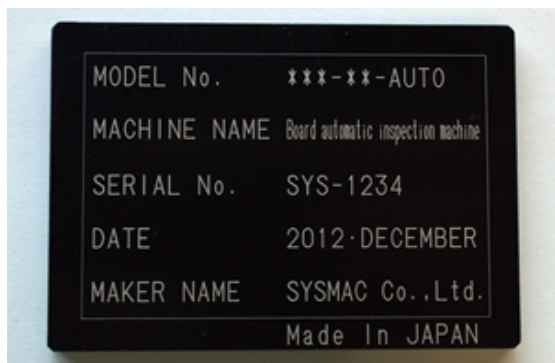 MODEL No. ***-**-AUTO
MACHINE NAME Board automatic inspection machine
SERIAL No. SYS-1234
DATE 2012·DECEMBER
MAKER NAME SYSMAC Co.,Ltd.
Made In JAPAN